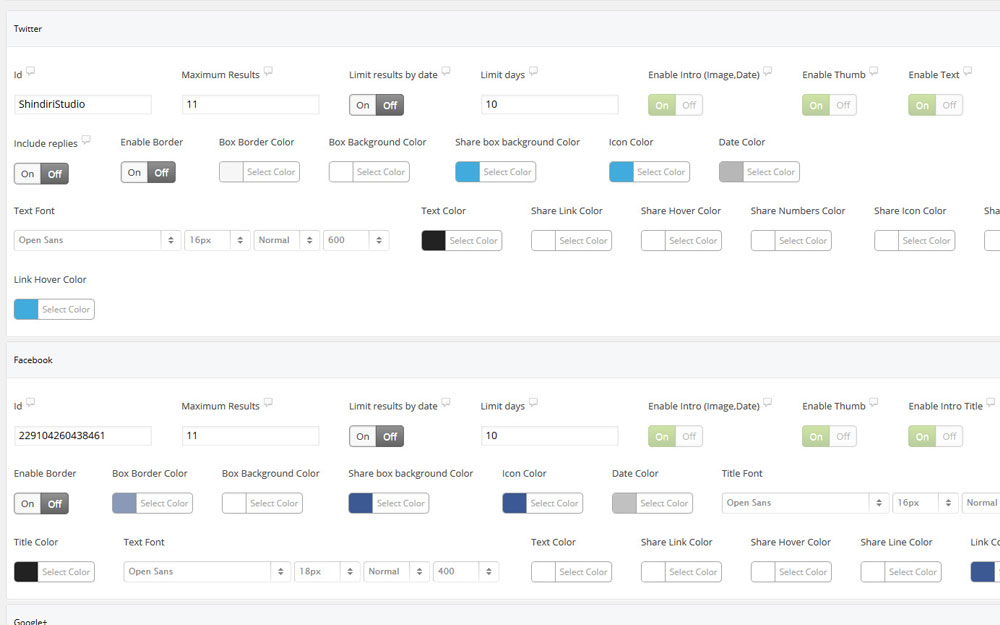 Twitter
Id Maximum Results Limit results by date Limit days Enable Intro (Image,Date) Enable Thumb Enable Text
ShindiriStudio 11 On Off 10 On Off On Off On Off
Include replies Enable Border Box Border Color Box Background Color Share box background Color Icon Color Date Color
On Off On Off Select Color Select Color Select Color Select Color Select Color
Text Font Text Color Share Link Color Share Hover Color Share Numbers Color Share Icon Color Sha
Open Sans 16px Normal 600 Select Color Select Color Select Color Select Color Select Color
Link Hover Color
Select Color
Facebook
Id Maximum Results Limit results by date Limit days Enable Intro (Image,Date) Enable Thumb Enable Intro Title
229104260438461 11 On Off 10 On Off On Off On Off
Enable Border Box Border Color Box Background Color Share box background Color Icon Color Date Color Title Font
On Off Select Color Select Color Select Color Select Color Select Color Open Sans 16px Normal
Title Color Text Font Text Color Share Link Color Share Hover Color Share Line Color Link Co
Select Color Open Sans 18px Normal 400 Select Color Select Color Select Color Select Color
Google+